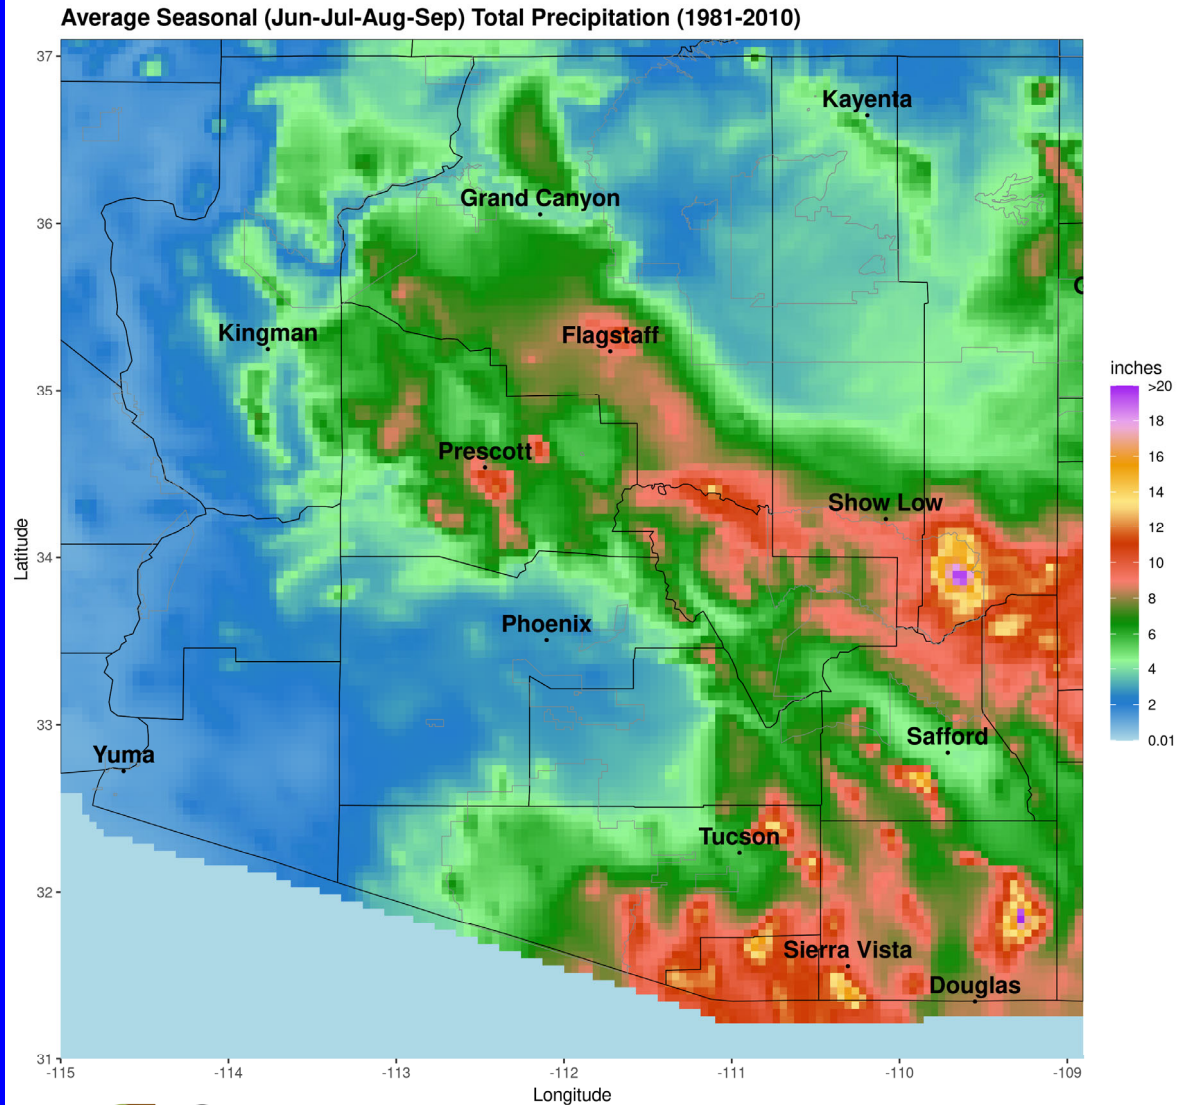 Average Seasonal (Jun-Jul-Aug-Sep) Total Precipitation (1981-2010)
37
Kayenta
Grand Canyon
36
Kingman
Flagstaff
35
Prescott
Show Low
34
Phoenix
33
Safford
Yuma
Tucson
32
Sierra Vista
Douglas
31
-115
-114
-113
-112
-111
-110
-109
Longitude
Latitude
inches
>20
18
16
14
12
10
8
6
4
2
0.01